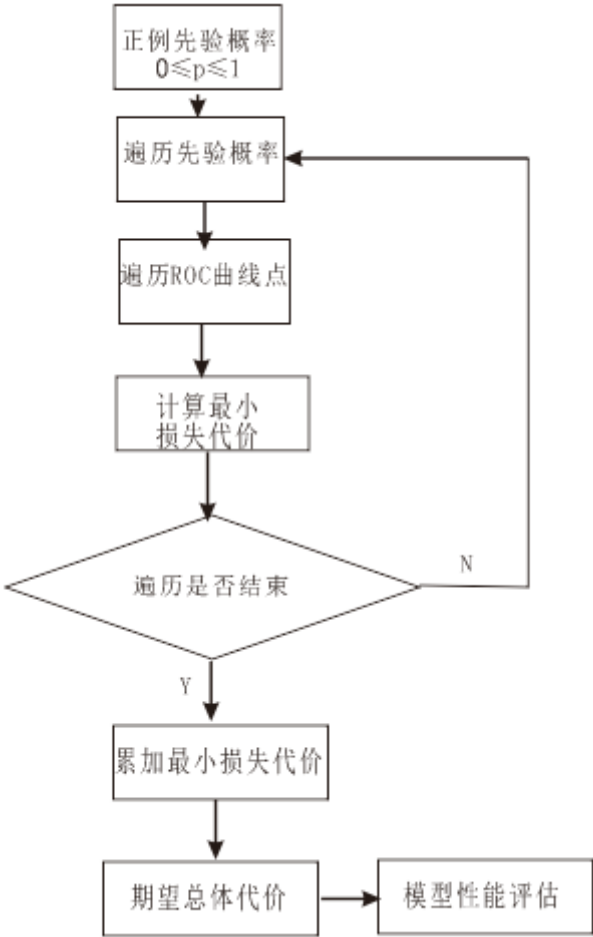 正例先验概率
0≤p≤1
遍历先验概率
遍历ROC曲线点
计算最小
损失代价
遍历是否结束
N
Y
累加最小损失代价
期望总体代价
模型性能评估